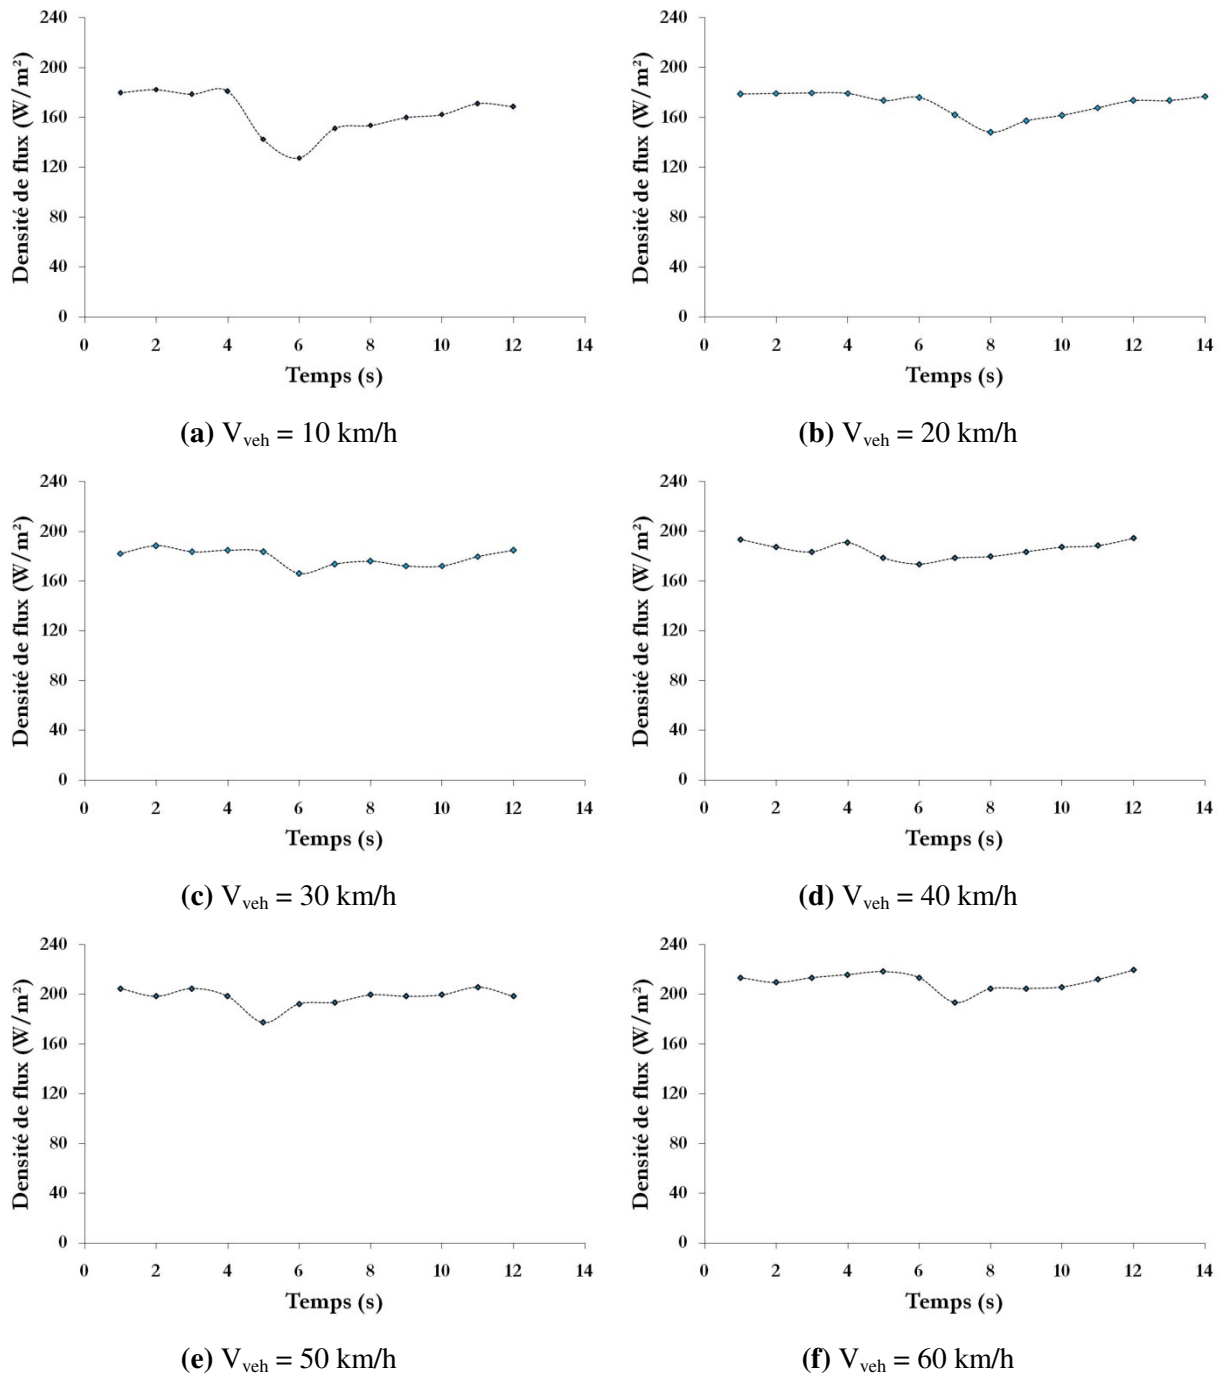 240
200
160
120
80
40
0
Densité de flux (W/m²)
0 2 4 6 8 10 12 14
Temps (s)
(a) Vveh = 10 km/h
240
200
160
120
80
40
0
Densité de flux (W/m²)
0 2 4 6 8 10 12 14
Temps (s)
(b) Vveh = 20 km/h
240
200
160
120
80
40
0
Densité de flux (W/m²)
0 2 4 6 8 10 12 14
Temps (s)
(c) Vveh = 30 km/h
240
200
160
120
80
40
0
Densité de flux (W/m²)
0 2 4 6 8 10 12 14
Temps (s)
(d) Vveh = 40 km/h
240
200
160
120
80
40
0
Densité de flux (W/m²)
0 2 4 6 8 10 12 14
Temps (s)
(e) Vveh = 50 km/h
240
200
160
120
80
40
0
Densité de flux (W/m²)
0 2 4 6 8 10 12 14
Temps (s)
(f) Vveh = 60 km/h